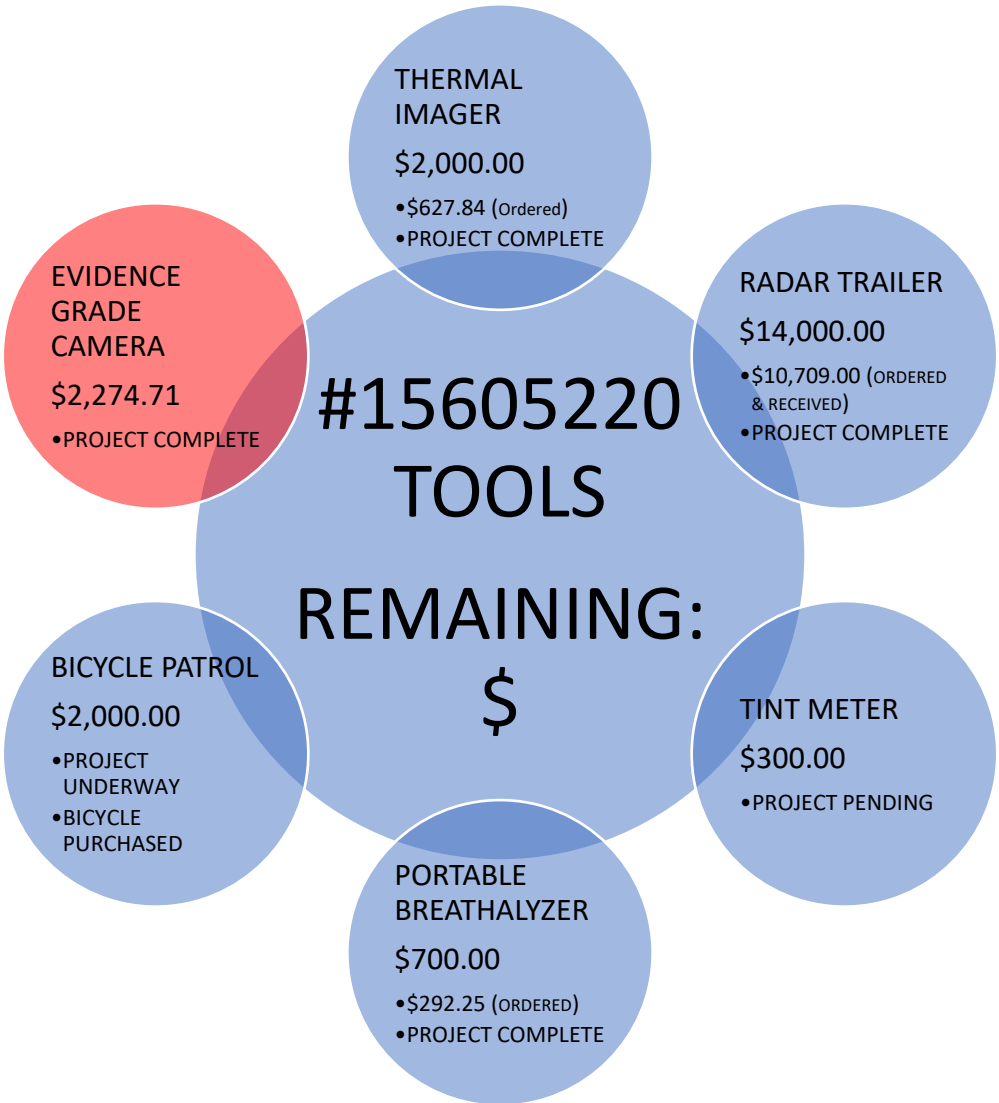 THERMAL
IMAGER
$2,000.00
•$627.84 (Ordered)
•PROJECT COMPLETE
EVIDENCE
GRADE
CAMERA
$2,274.71
•PROJECT COMPLETE
RADAR TRAILER
$14,000.00
•$10,709.00 (ORDERED
& RECEIVED)
•PROJECT COMPLETE
#15605220
TOOLS
REMAINING:
$
BICYCLE PATROL
$2,000.00
•PROJECT
UNDERWAY
•BICYCLE
PURCHASED
TINT METER
$300.00
•PROJECT PENDING
PORTABLE
BREATHALYZER
$700.00
•$292.25 (ORDERED)
•PROJECT COMPLETE